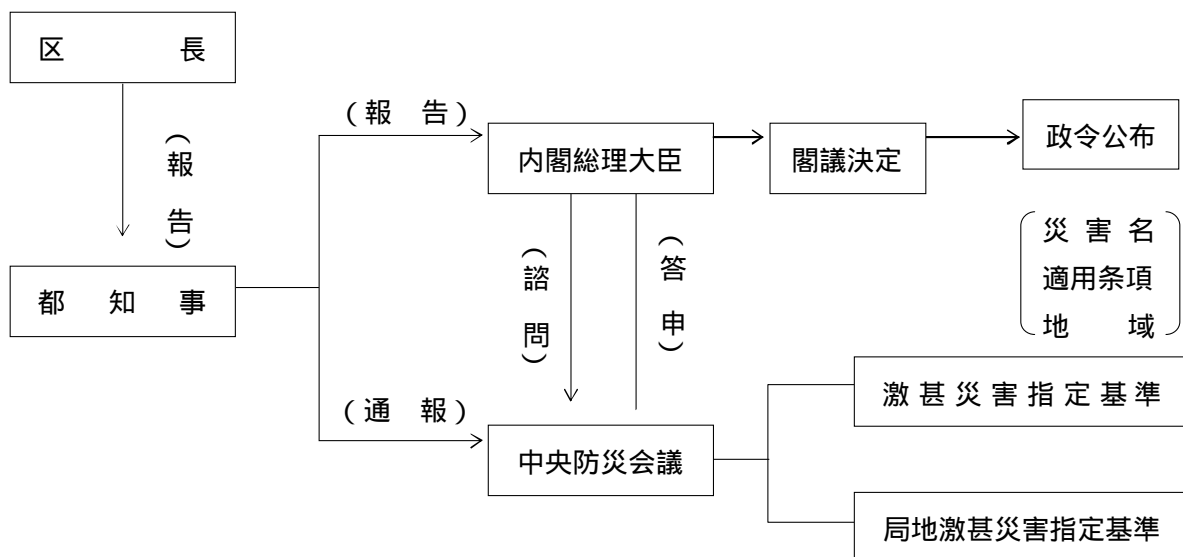 区　　　　長
（報　告）
（報　告）
内閣総理大臣
閣議決定
政令公布
災 害 名
適用条項
地　　域
都　知　事
（諮　問）
（答　申）
激甚災害指定基準
（通　報）
中央防災会議
局地激甚災害指定基準